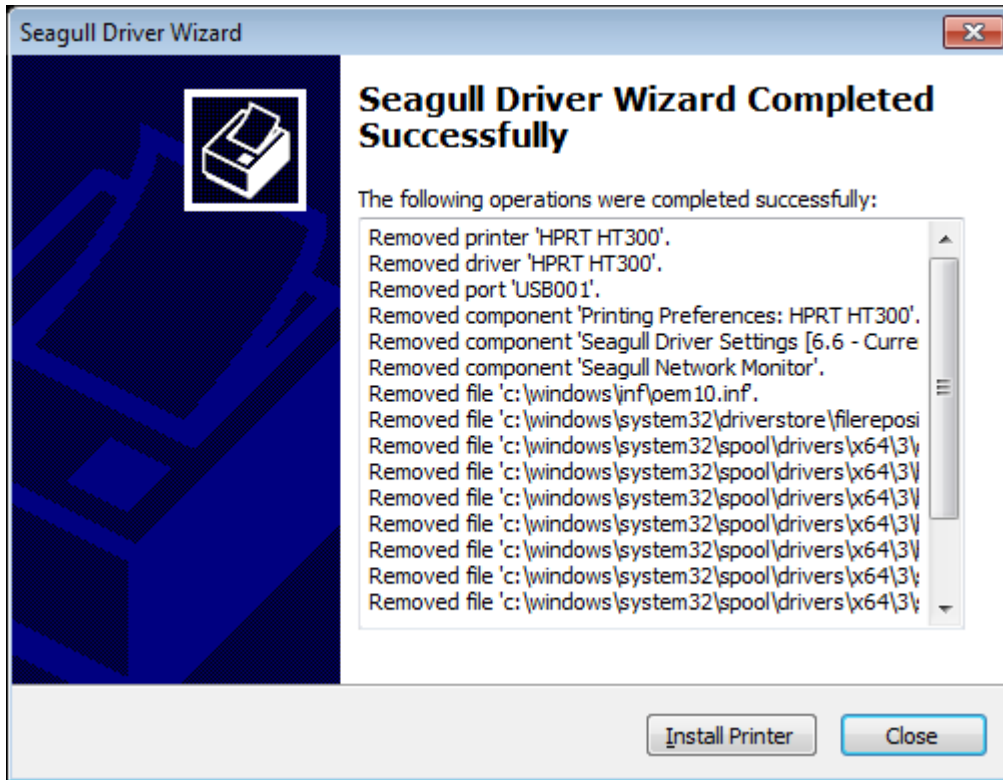 Seagull Driver Wizard
Seagull Driver Wizard Completed
Successfully
The following operations were completed successfully:
Removed printer 'HPRT HT300'.
Removed driver 'HPRT HT300'.
Removed port 'USB001'.
Removed component 'Printing Preferences: HPRT HT300'.
Removed component 'Seagull Driver Settings [6.6 - Curre
Removed component 'Seagull Network Monitor'.
Removed file 'c:\windows\inf\oem10.inf'.
Removed file 'c:\windows\system32\driverstore\filereposi
Removed file 'c:\windows\system32\spool\drivers\x64\3\
Removed file 'c:\windows\system32\spool\drivers\x64\3\
Removed file 'c:\windows\system32\spool\drivers\x64\3\
Removed file 'c:\windows\system32\spool\drivers\x64\3\
Removed file 'c:\windows\system32\spool\drivers\x64\3\
Removed file 'c:\windows\system32\spool\drivers\x64\3\
Removed file 'c:\windows\system32\spool\drivers\x64\3\
Install Printer
Close